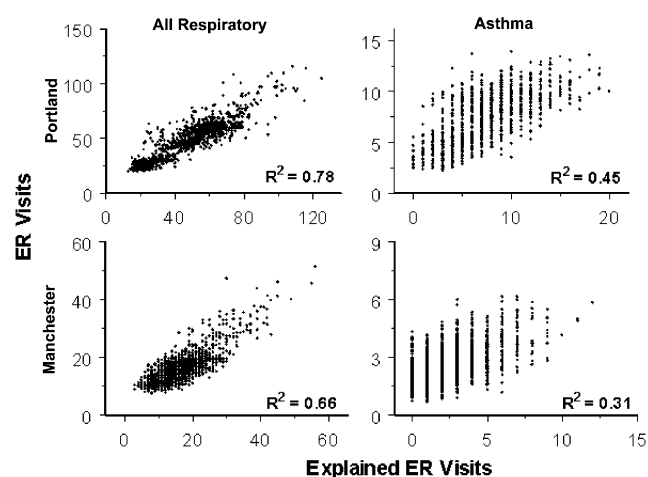 All Respiratory
Asthma
ER Visits
Portland
150
100
50
0
0 40 80 120
R² = 0.78
15
10
5
0
0 5 10 15 20
R² = 0.45
Manchester
60
40
20
0
0 20 40 60
R² = 0.66
9
6
3
0
0 5 10 15
R² = 0.31
Explained ER Visits